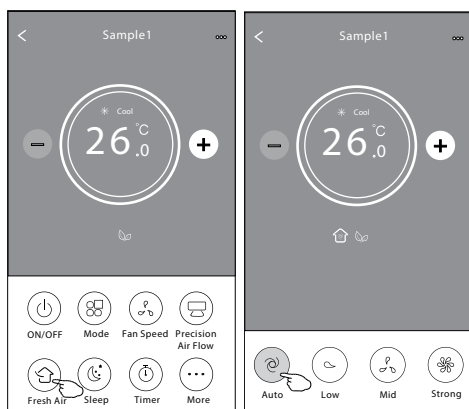 Sample1
Cool
26.0°C
ON/OFF Mode Fan Speed Precision Air Flow
Fresh Air Sleep Timer More
Sample1
Cool
26.0°C
Auto Low Mid Strong